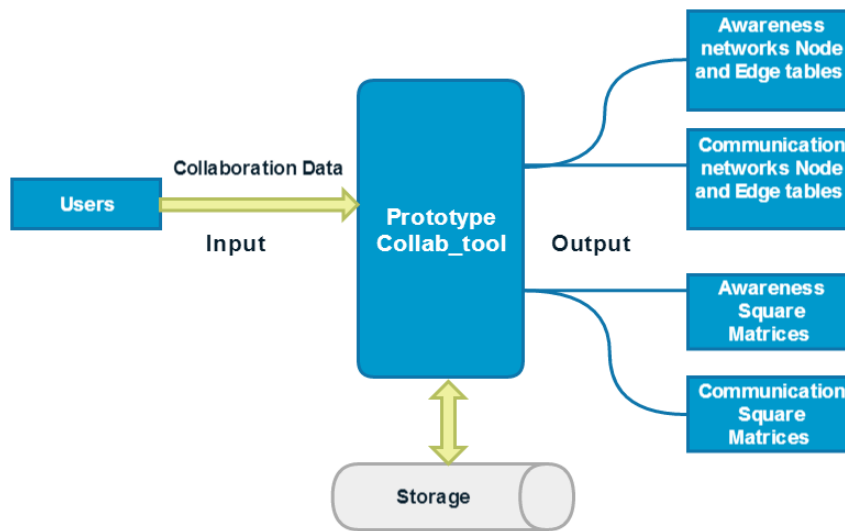 Users
Collaboration Data
Input
Prototype
Collab_tool
Output
Awareness
networks Node
and Edge tables
Communication
networks Node
and Edge tables
Awareness
Square
Matrices
Communication
Square
Matrices
Storage